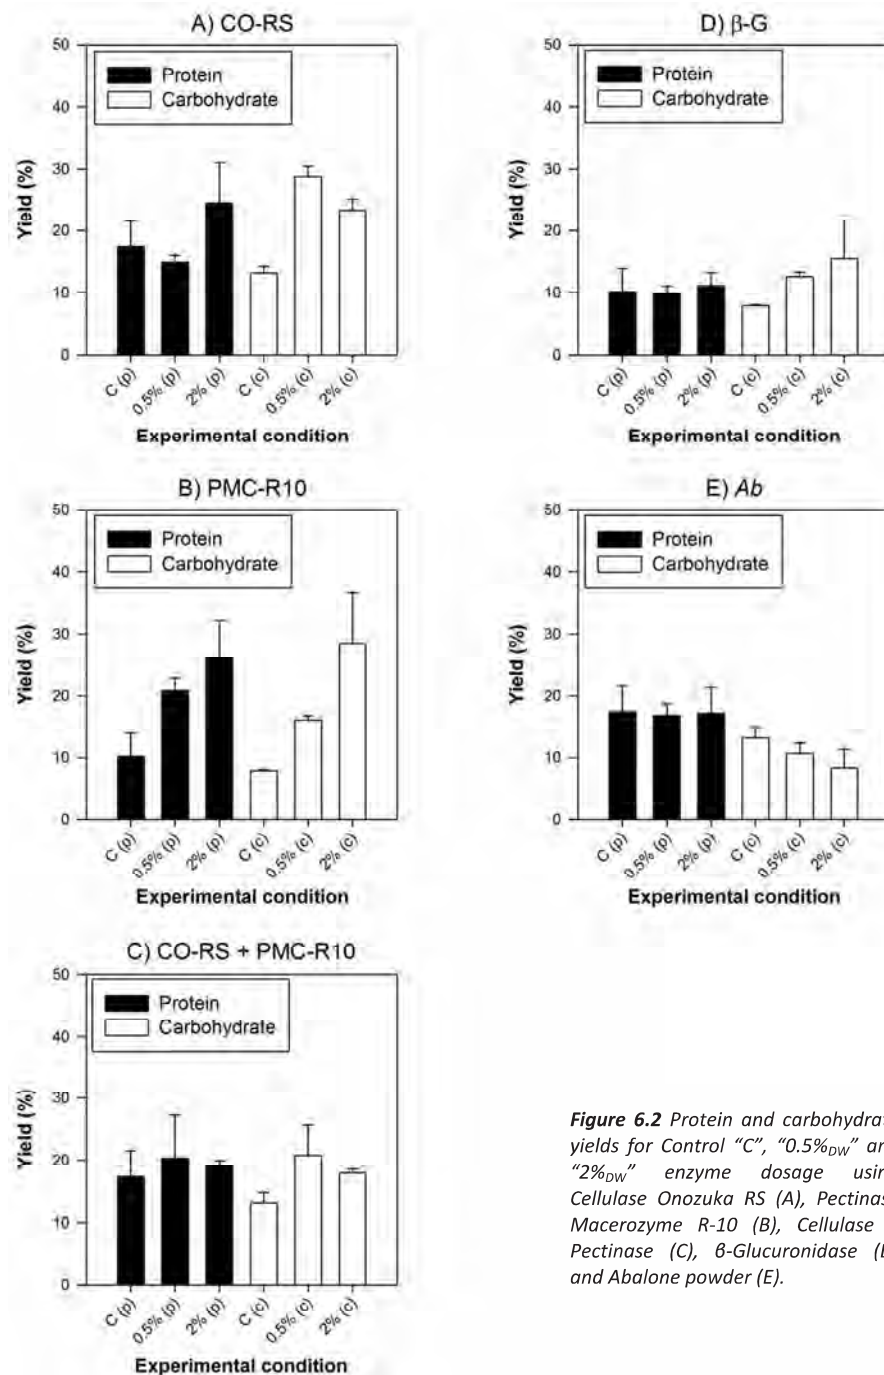 A) CO-RS
50
40
30
20
10
0
Yield (%)
Protein
Carbohydrate
C (p)
0.5% (p)
2% (p)
C (c)
0.5% (c)
2% (c)
Experimental condition
D) β-G
50
40
30
20
10
0
Yield (%)
Protein
Carbohydrate
C (p)
0.5% (p)
2% (p)
C (c)
0.5% (c)
2% (c)
Experimental condition
B) PMC-R10
50
40
30
20
10
0
Yield (%)
Protein
Carbohydrate
C (p)
0.5% (p)
2% (p)
C (c)
0.5% (c)
2% (c)
Experimental condition
E) Ab
50
40
30
20
10
0
Yield (%)
Protein
Carbohydrate
C (p)
0.5% (p)
2% (p)
C (c)
0.5% (c)
2% (c)
Experimental condition
C) CO-RS + PMC-R10
50
40
30
20
10
0
Yield (%)
Protein
Carbohydrate
C (p)
0.5% (p)
2% (p)
C (c)
0.5% (c)
2% (c)
Experimental condition
Figure 6.2 Protein and carbohydrat
yields for Control “C”, “0.5%DW” an
“2%DW” enzyme dosage usin
Cellulase Onozuka RS (A), Pectinas
Macerozyme R-10 (B), Cellulase
Pectinase (C), β-Glucuronidase
and Abalone powder (E).